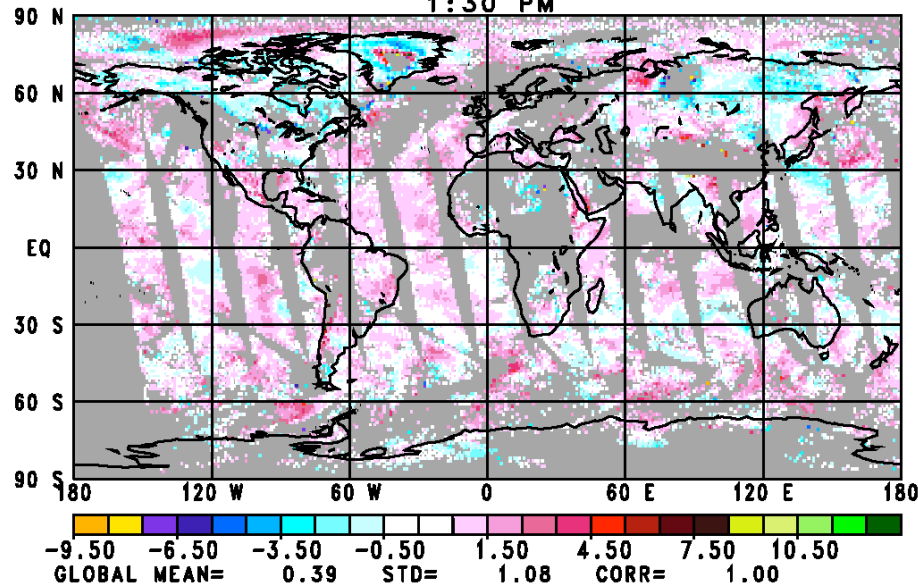 1:30 PM
90 N
60 N
30 N
EQ
30 S
60 S
90 S
180 120 W 60 W 0 60 E 120 E 180
-9.50 -6.50 -3.50 -0.50 1.50 4.50 7.50 10.50
GLOBAL MEAN= 0.39 STD= 1.08 CORR= 1.00